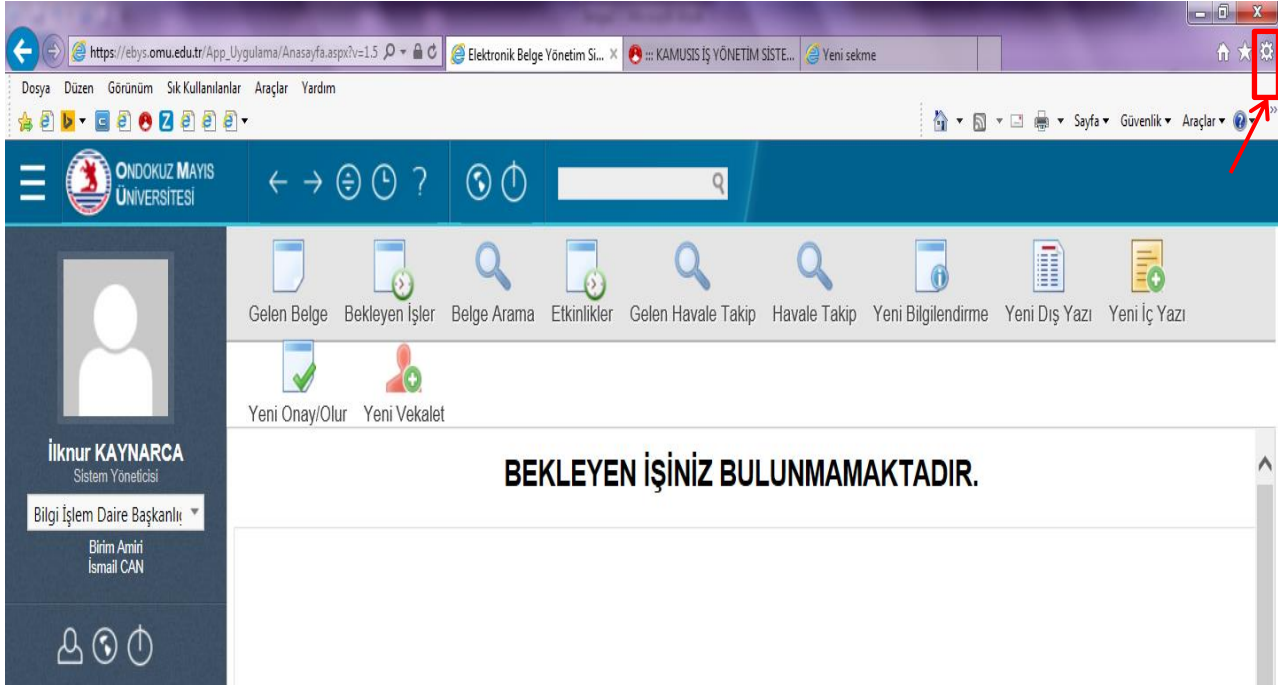 https://ebys.omu.edu.tr/App_Uygulama/Anasayfa.aspx?v=1.5
Elektronik Belge Yönetim Si...
::: KAMUSIS İŞ YÖNETİM SİSTE...
Yeni sekme
Dosya Düzen Görünüm Sık Kullanılanlar Araçlar Yardım
Sayfa Güvenlik Araçlar
ONDOKUZ MAYIS
ÜNİVERSİTESİ
Gelen Belge Bekleyen İşler Belge Arama Etkinlikler Gelen Havale Takip Havale Takip Yeni Bilgilendirme Yeni Dış Yazı Yeni İç Yazı
Yeni Onay/Olur Yeni Vekalet
İlknur KAYNARCA
Sistem Yöneticisi
Bilgi İşlem Daire Başkanlığ
Birim Amiri
İsmail CAN
BEKLEYEN İŞİNİZ BULUNMAMAKTADIR.